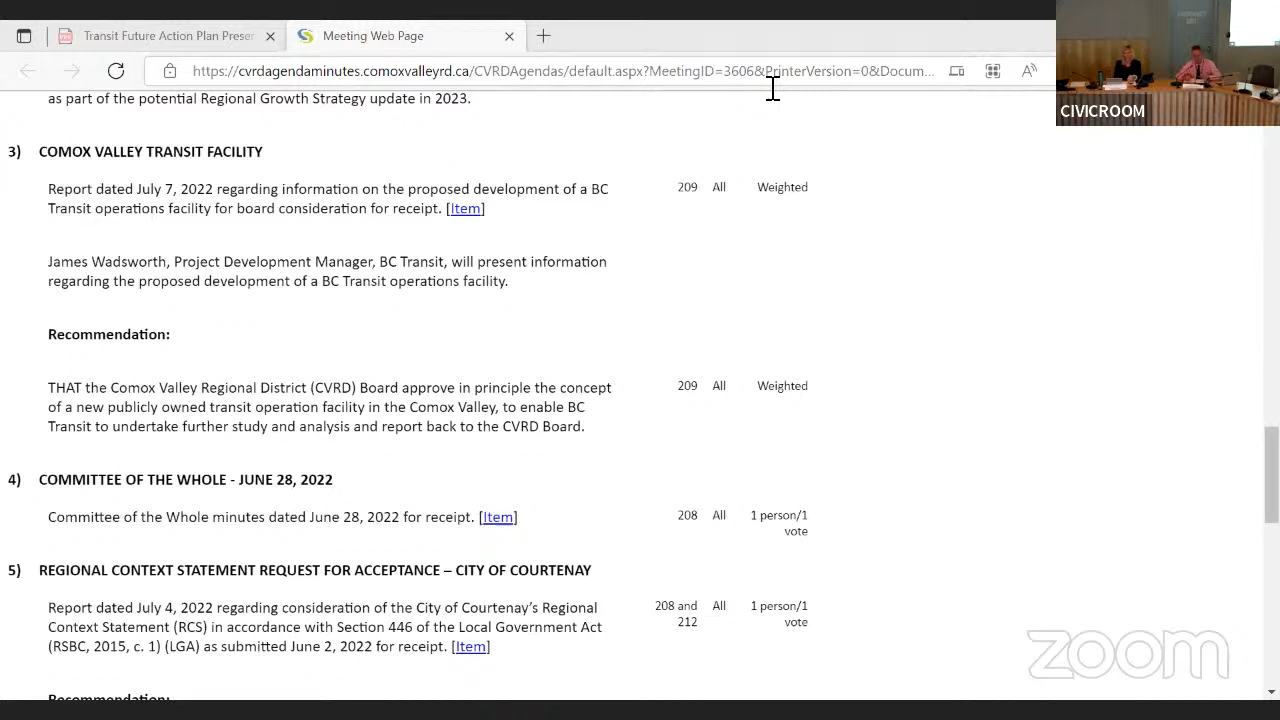 Transit Future Action Plan Preser
Meeting Web Page
https://cvrdagendaminutes.comoxvalleyrd.ca/CVRDAgendas/default.aspx?MeetingID=3606&PrinterVersion=0&Docum...
CIVICROOM
as part of the potential Regional Growth Strategy update in 2023.
3) COMOX VALLEY TRANSIT FACILITY
Report dated July 7, 2022 regarding information on the proposed development of a BC 209 All Weighted
Transit operations facility for board consideration for receipt. [Item]
James Wadsworth, Project Development Manager, BC Transit, will present information
regarding the proposed development of a BC Transit operations facility.
Recommendation:
THAT the Comox Valley Regional District (CVRD) Board approve in principle the concept 209 All Weighted
of a new publicly owned transit operation facility in the Comox Valley, to enable BC
Transit to undertake further study and analysis and report back to the CVRD Board.
4) COMMITTEE OF THE WHOLE - JUNE 28, 2022
Committee of the Whole minutes dated June 28, 2022 for receipt. [Item] 208 All 1 person/1
vote
5) REGIONAL CONTEXT STATEMENT REQUEST FOR ACCEPTANCE – CITY OF COURTENAY
Report dated July 4, 2022 regarding consideration of the City of Courtenay's Regional 208 and All 1 person/1
Context Statement (RCS) in accordance with Section 446 of the Local Government Act 212 vote
(RSBC, 2015, c. 1) (LGA) as submitted June 2, 2022 for receipt. [Item]
Recommendation:
zoom